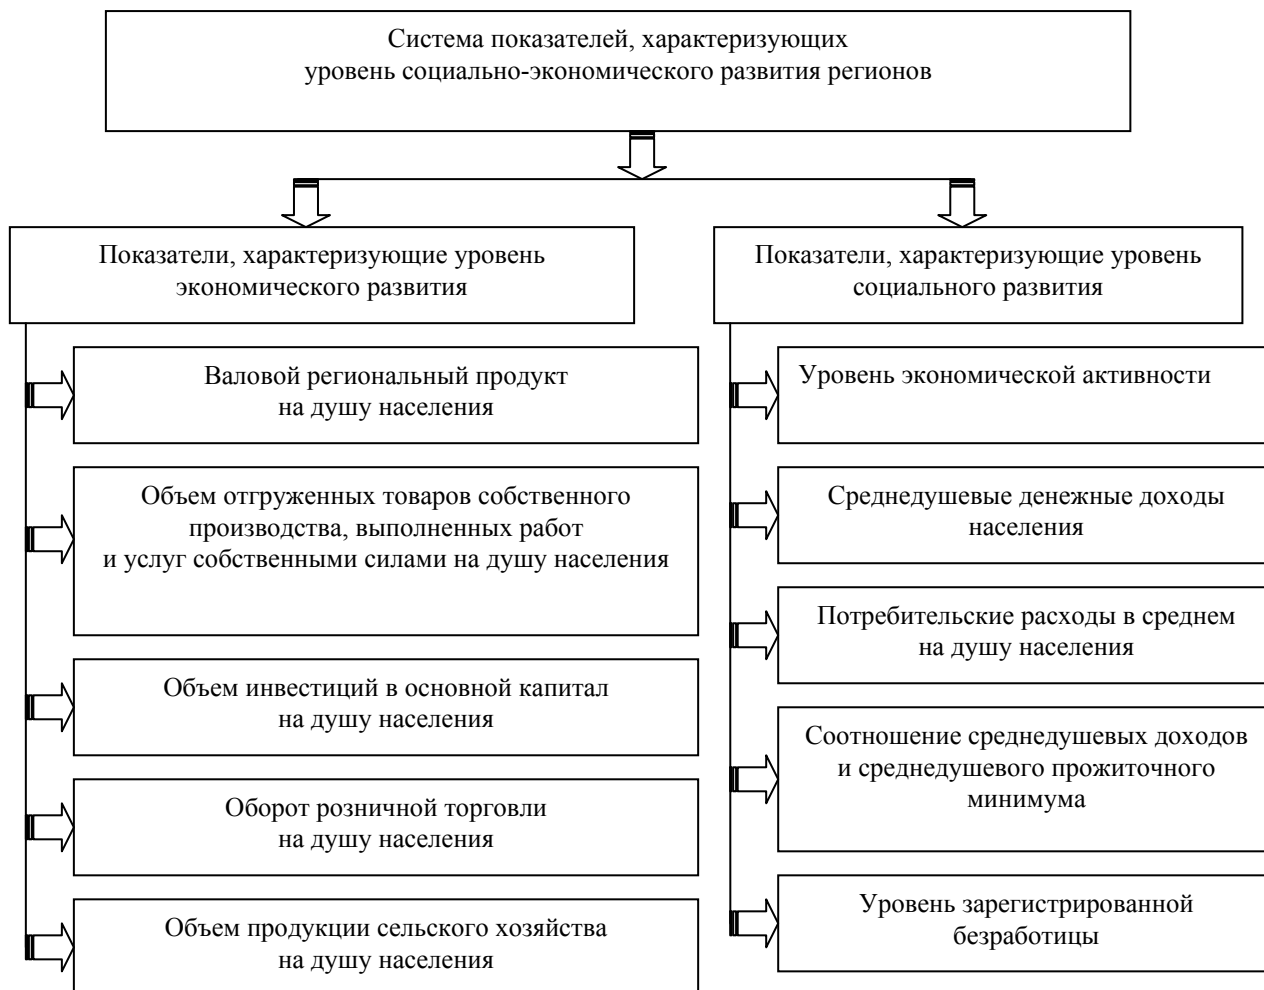 Система показателей, характеризующих
уровень социально-экономического развития регионов
Показатели, характеризующие уровень
экономического развития
Валовой региональный продукт
на душу населения
Объем отгруженных товаров собственного
производства, выполненных работ
и услуг собственными силами на душу населения
Объем инвестиций в основной капитал
на душу населения
Оборот розничной торговли
на душу населения
Объем продукции сельского хозяйства
на душу населения
Показатели, характеризующие уровень
социального развития
Уровень экономической активности
Среднедушевые денежные доходы
населения
Потребительские расходы в среднем
на душу населения
Соотношение среднедушевых доходов
и среднедушевого прожиточного
минимума
Уровень зарегистрированной
безработицы